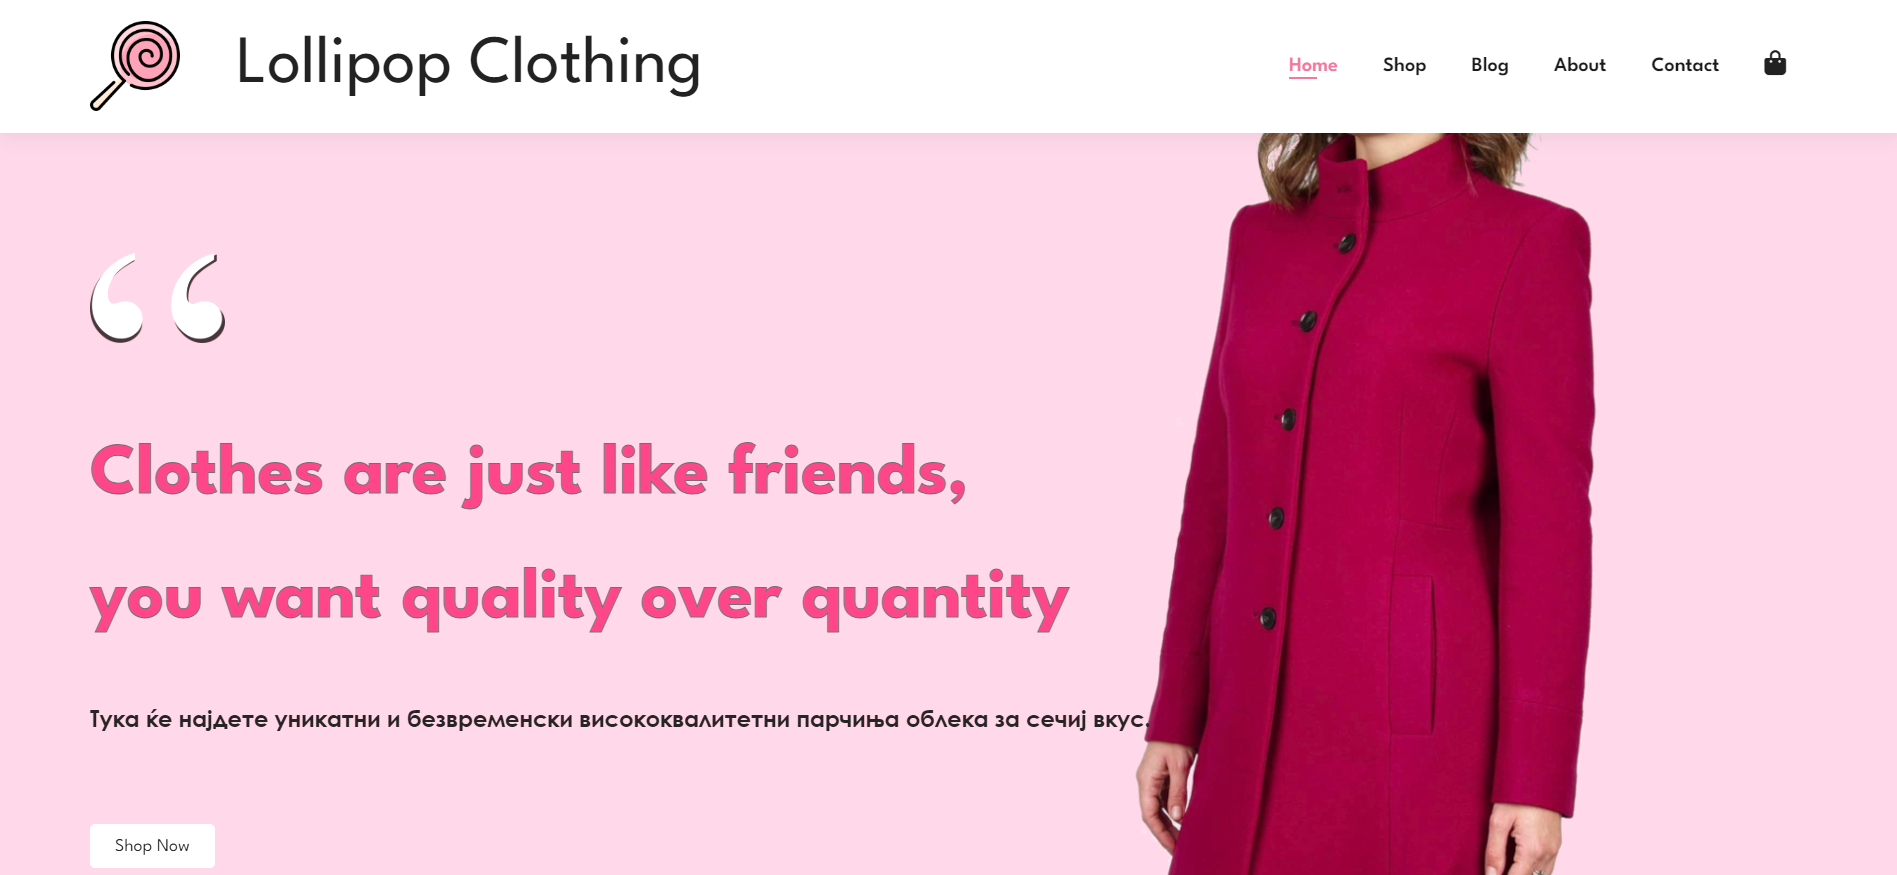 Lollipop Clothing
Home Shop Blog About Contact
“
Clothes are just like friends,
you want quality over quantity
Тука ќе најдете уникатни и безвременски висококвалитетни парчиња облека за сечиј вкус.
Shop Now